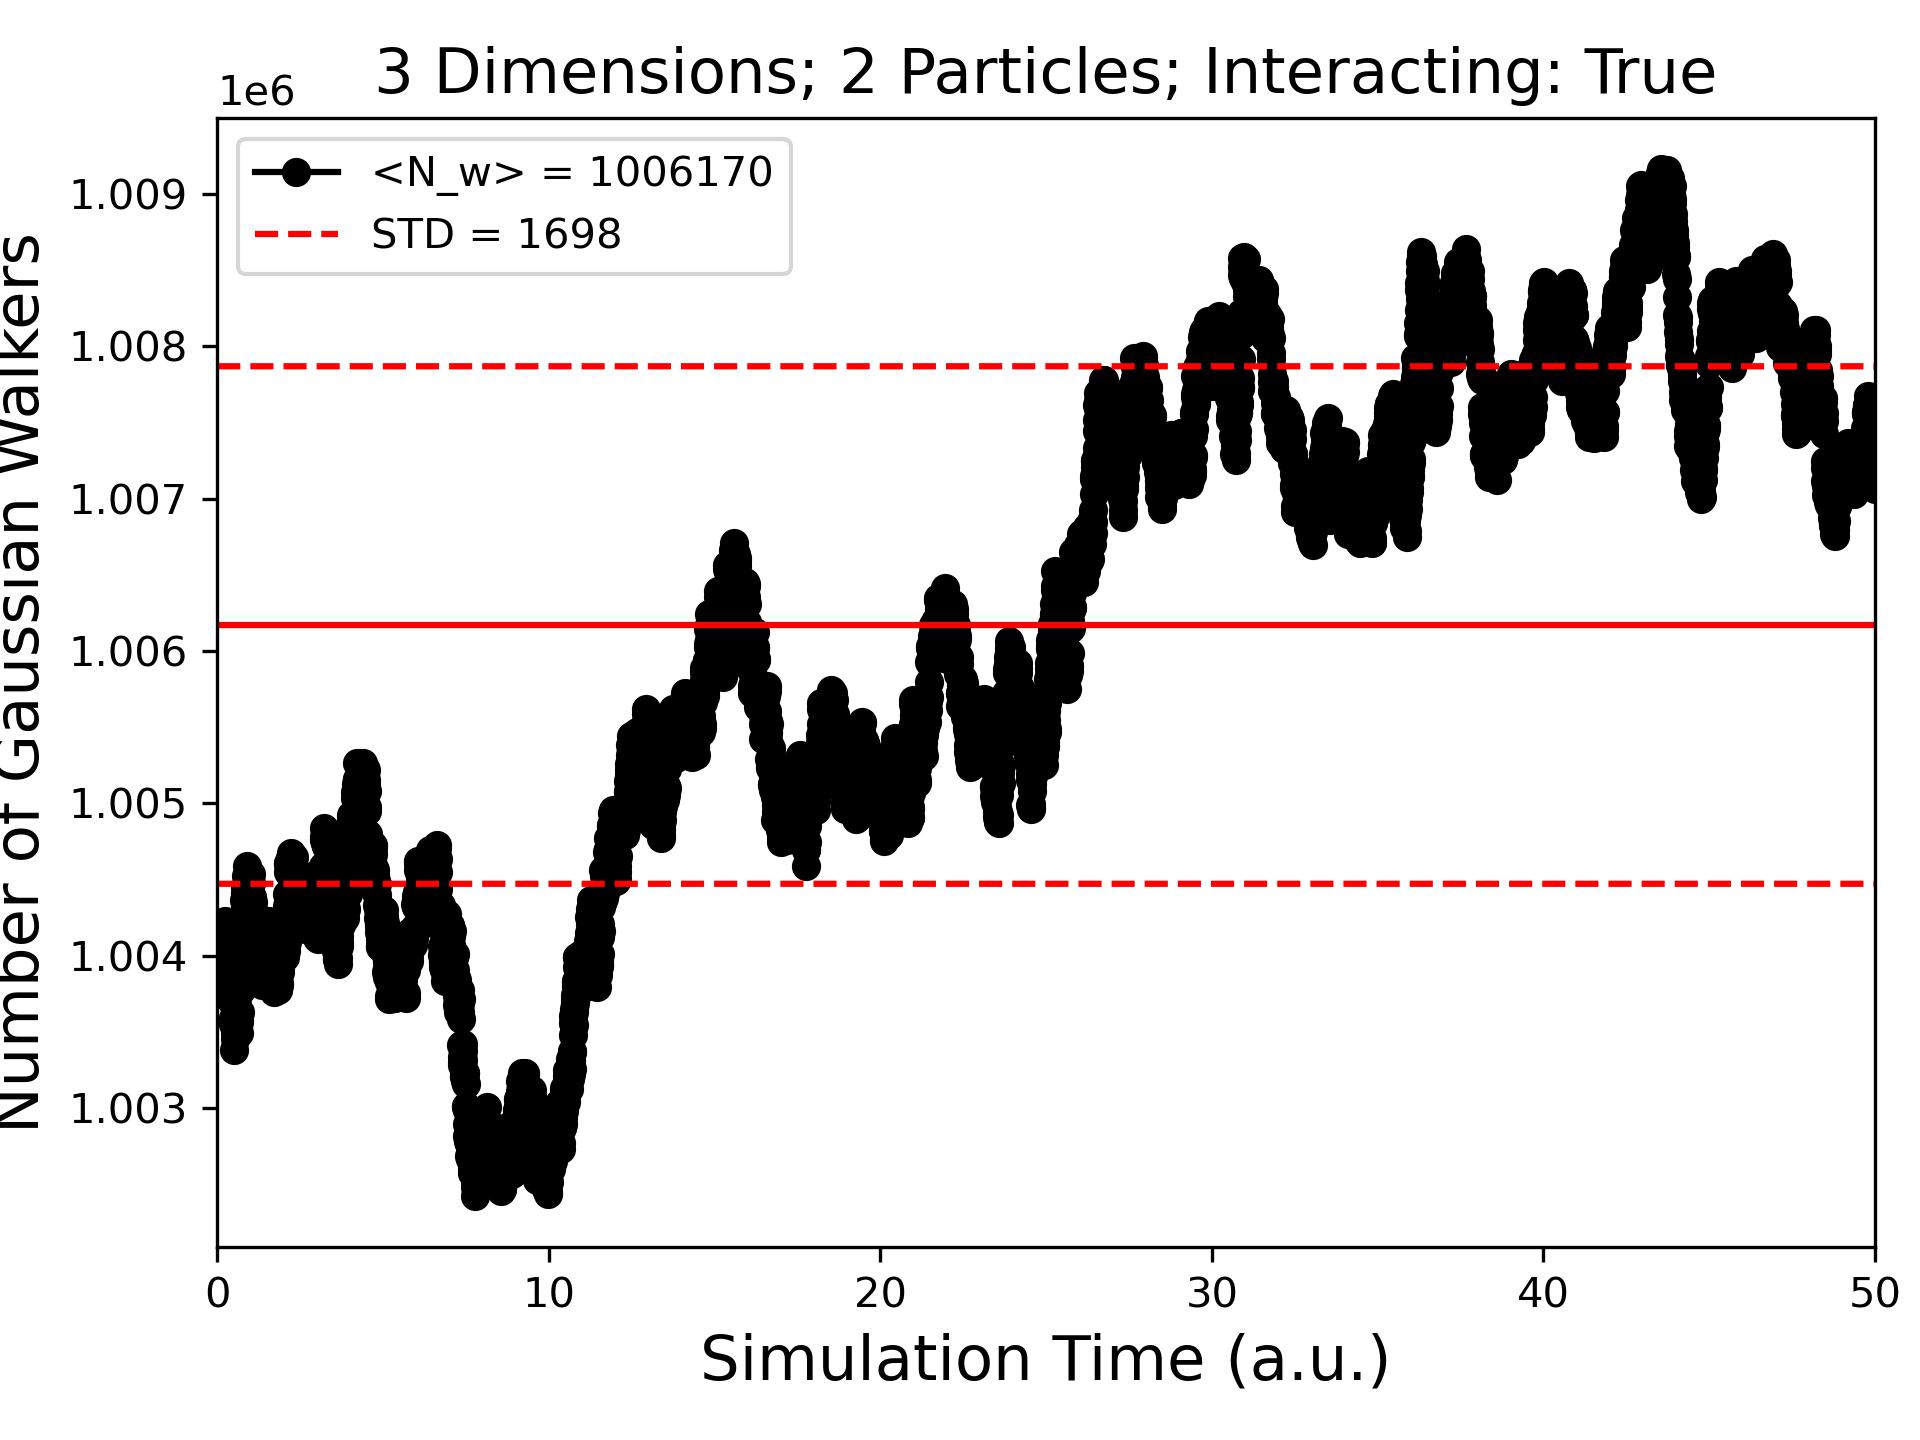 3 Dimensions; 2 Particles; Interacting: True
1e6
<N_w> = 1006170
STD = 1698
1.009
1.008
1.007
1.006
1.005
1.004
1.003
Number of Gaussian Walkers
0 10 20 30 40 50
Simulation Time (a.u.)